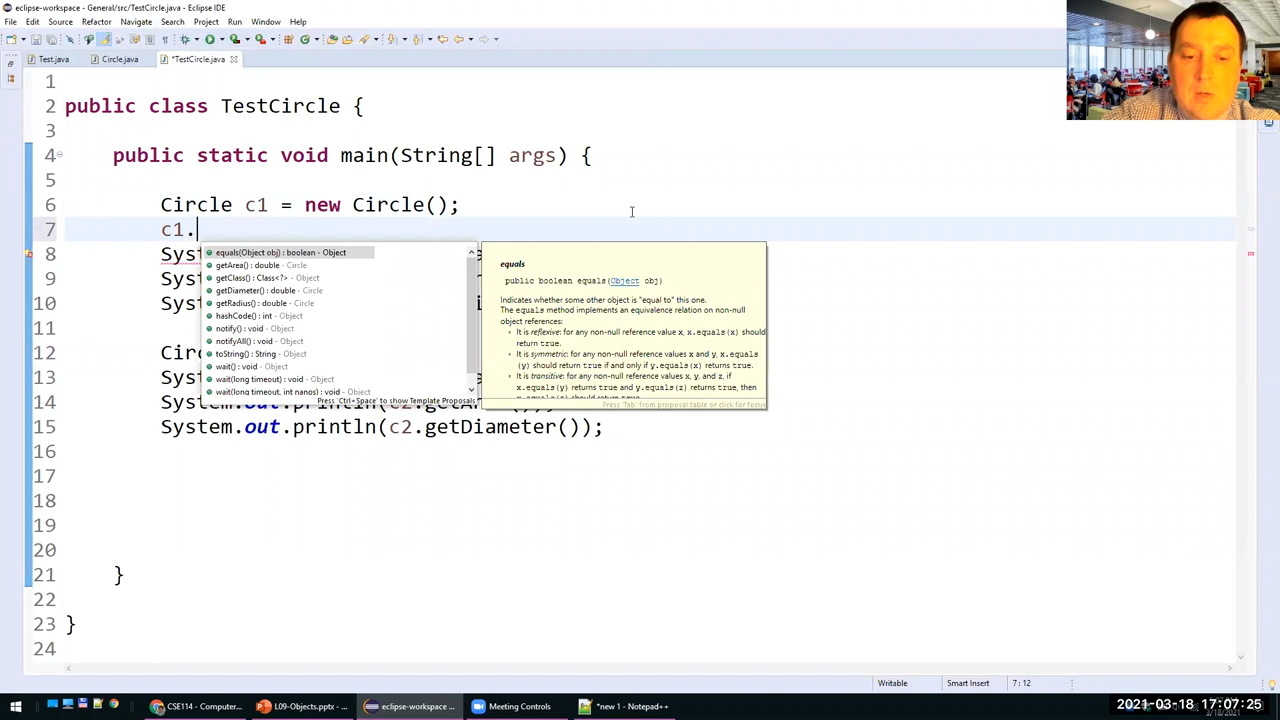 eclipse-workspace - General/src/TestCircle.java - Eclipse IDE
File Edit Source Refactor Navigate Search Project Run Window Help
Test.java Circle.java *TestCircle.java
1
2 public class TestCircle {
3
4 public static void main(String[] args) {
5
6 Circle c1 = new Circle();
7 c1.
8 Sys
9 Sys
10 Sys
11
12 Cir
13 Sys
14 System.out.println(c2.get
15 System.out.println(c2.getDiameter());
16
17
18
19
20
21 }
22
23 }
24
equals(Object obj) : boolean - Object
getArea() : double - Circle
getClass() : Class<?> - Object
getDiameter() : double - Circle
getRadius() : double - Circle
hashCode() : int - Object
notify() : void - Object
notifyAll() : void - Object
toString() : String - Object
wait() : void - Object
wait(long timeout) : void - Object
wait(long timeout, int nanos) : void - Object
Press 'Ctrl+Space' to show Template Proposals
equals
public boolean equals(Object obj)
Indicates whether some other object is "equal to" this one.
The equals method implements an equivalence relation on non-null
object references:
• It is reflexive: for any non-null reference value x, x.equals(x) should
return true.
• It is symmetric: for any non-null reference values x and y, x.equals
(y) should return true if and only if y.equals(x) returns true.
• It is transitive: for any non-null reference values x, y, and z, if
x.equals(y) returns true and y.equals(z) returns true, then
Press 'Tab' from proposal table or click for focus
Writable Smart Insert 7 : 12
CSE114 - Computer... L09-Objects.pptx - ... eclipse-workspace ... Meeting Controls *new 1 - Notepad++
2021-03-18 17:07:25